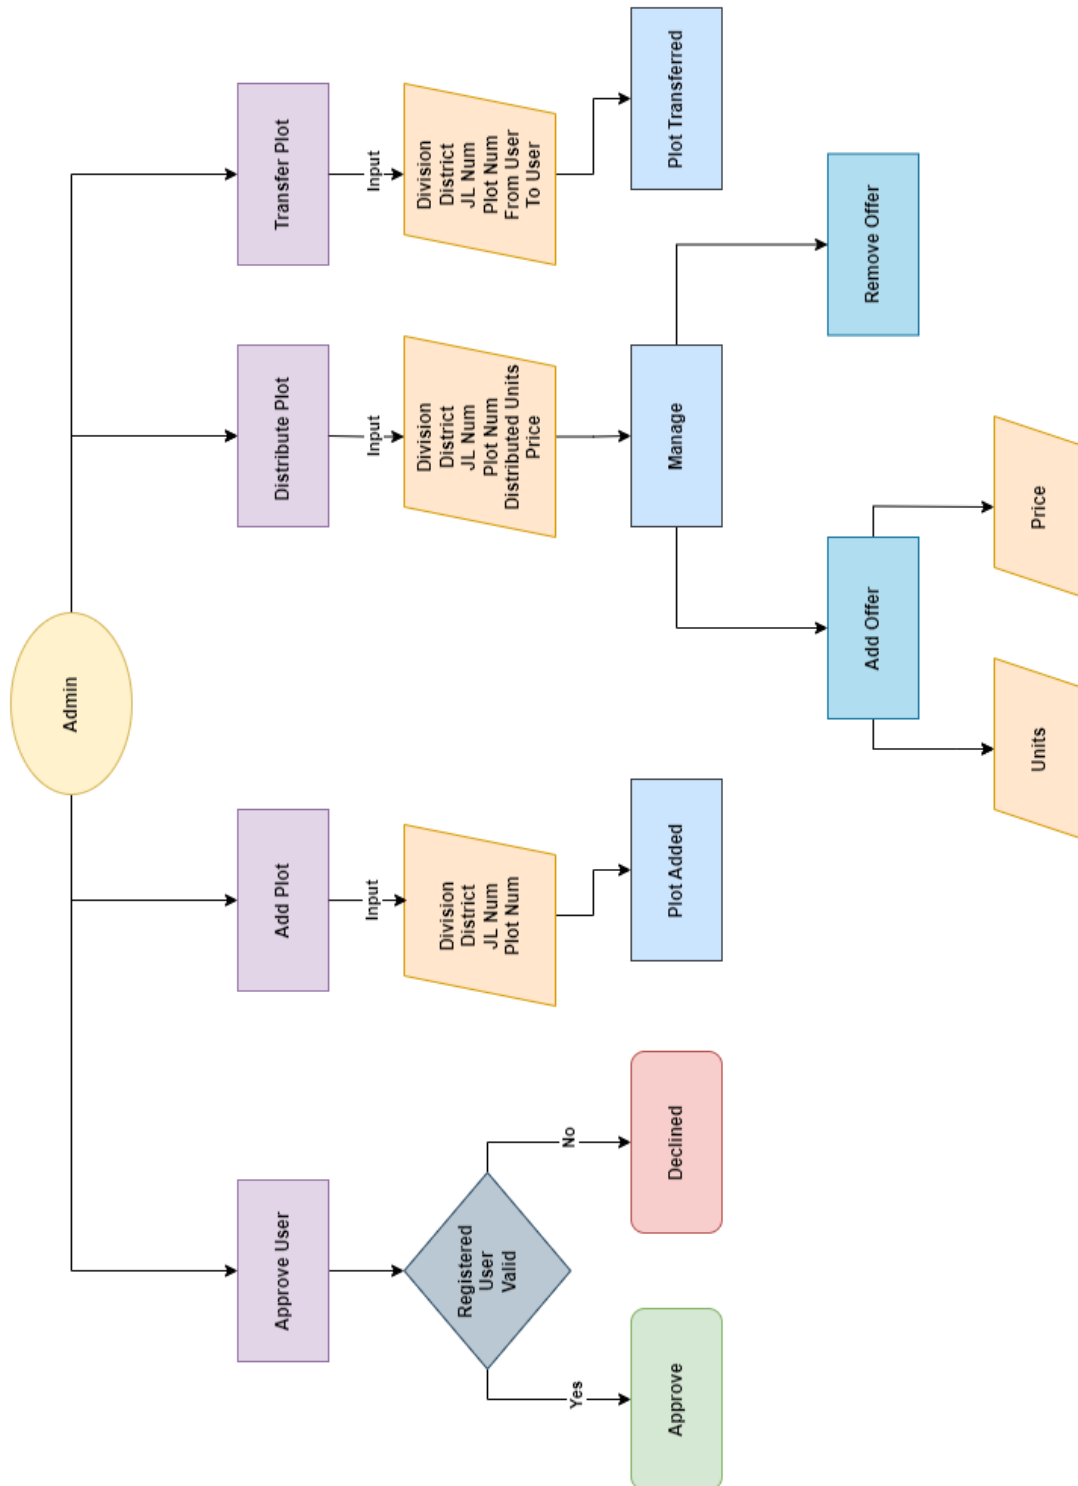 Admin
Approve User
Add Plot
Distribute Plot
Transfer Plot
Input
Input
Input
Registered
User
Valid
Division
District
JL Num
Plot Num
Division
District
JL Num
Plot Num
Distributed Units
Price
Division
District
JL Num
Plot Num
From User
To User
Yes
No
Approve
Declined
Plot Added
Manage
Plot Transferred
Add Offer
Remove Offer
Units
Price